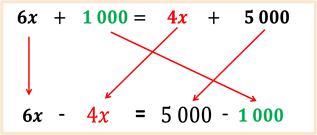 6x + 1 000 = 4x + 5 000
6x - 4x = 5 000 - 1 000